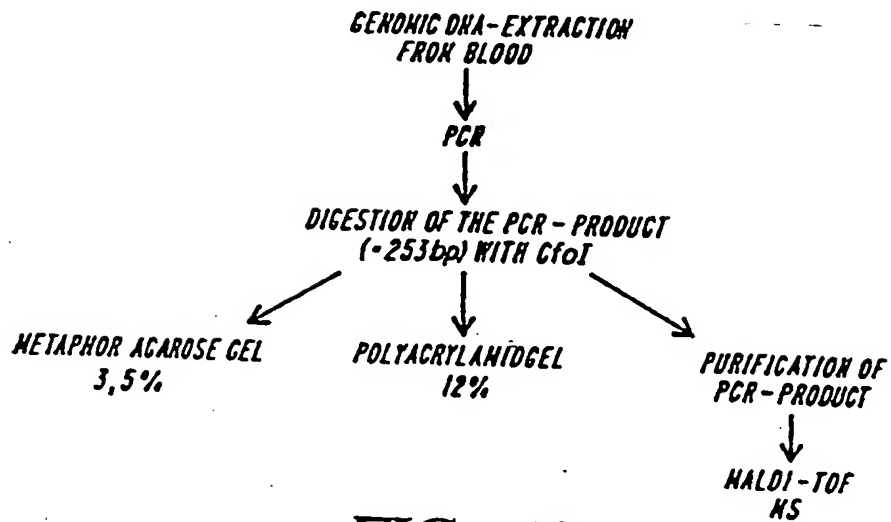 GENOMIC DNA-EXTRACTION
FROM BLOOD
PCR
DIGESTION OF THE PCR-PRODUCT
(=253bp) WITH CfoI
METAPHOR AGAROSE GEL
3,5%
POLYACRYLAMIDGEL
12%
PURIFICATION OF
PCR-PRODUCT
MALDI-TOF
MS